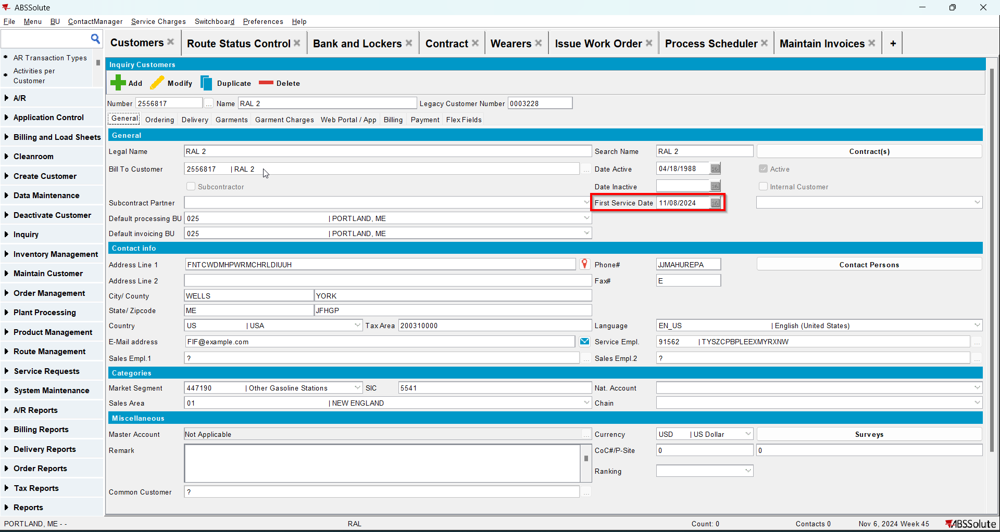 ABSSolute
File Menu BU ContactManager Service Charges Switchboard Preferences Help
Customers Route Status Control Bank and Lockers Contract Wearers Issue Work Order Process Scheduler Maintain Invoices +
AR Transaction Types
Activities per
Customer
A/R
Application Control
Billing and Load Sheets
Cleanroom
Create Customer
Data Maintenance
Deactivate Customer
Inquiry
Inventory Management
Maintain Customer
Order Management
Plant Processing
Product Management
Route Management
Service Requests
System Maintenance
A/R Reports
Billing Reports
Delivery Reports
Order Reports
Tax Reports
Reports
Inquiry Customers
Add Modify Duplicate Delete
Number 2556817 ... Name RAL 2 Legacy Customer Number 0003228
General Ordering Delivery Garments Garment Charges Web Portal / App Billing Payment Flex Fields
General
Legal Name RAL 2 Search Name RAL 2 Contract(s)
Bill To Customer 2556817 | RAL 2 ... Date Active 04/18/1988 16 Active
Subcontractor Date Inactive 16 Internal Customer
Subcontract Partner First Service Date 11/08/2024 16
Default processing BU 025 | PORTLAND, ME
Default invoicing BU 025 | PORTLAND, ME
Contact info
Address Line 1 FNTCWDMHPWRMCHRLDIUUH Phone# JJMAHUREPA Contact Persons
Address Line 2 Fax# E
City/ County WELLS YORK
State/ Zipcode ME JFHGP
Country US | USA Tax Area 200310000 Language EN_US | English (United States)
E-Mail address FIF@example.com Service Empl. 91562 | TYSZCPBPLEEXMYRXNW ...
Sales Empl.1 ? ... Sales Empl.2 ? ...
Categories
Market Segment 447190 | Other Gasoline Stations SIC 5541 Nat. Account
Sales Area 01 | NEW ENGLAND Chain
Miscellaneous
Master Account Not Applicable ... Currency USD | US Dollar Surveys
Remark CoC#/P-Site 0 0
Ranking
Common Customer ? ...
PORTLAND, ME - - RAL Count: 0 Contacts 0 Nov 6, 2024 Week 45 ABSSolute